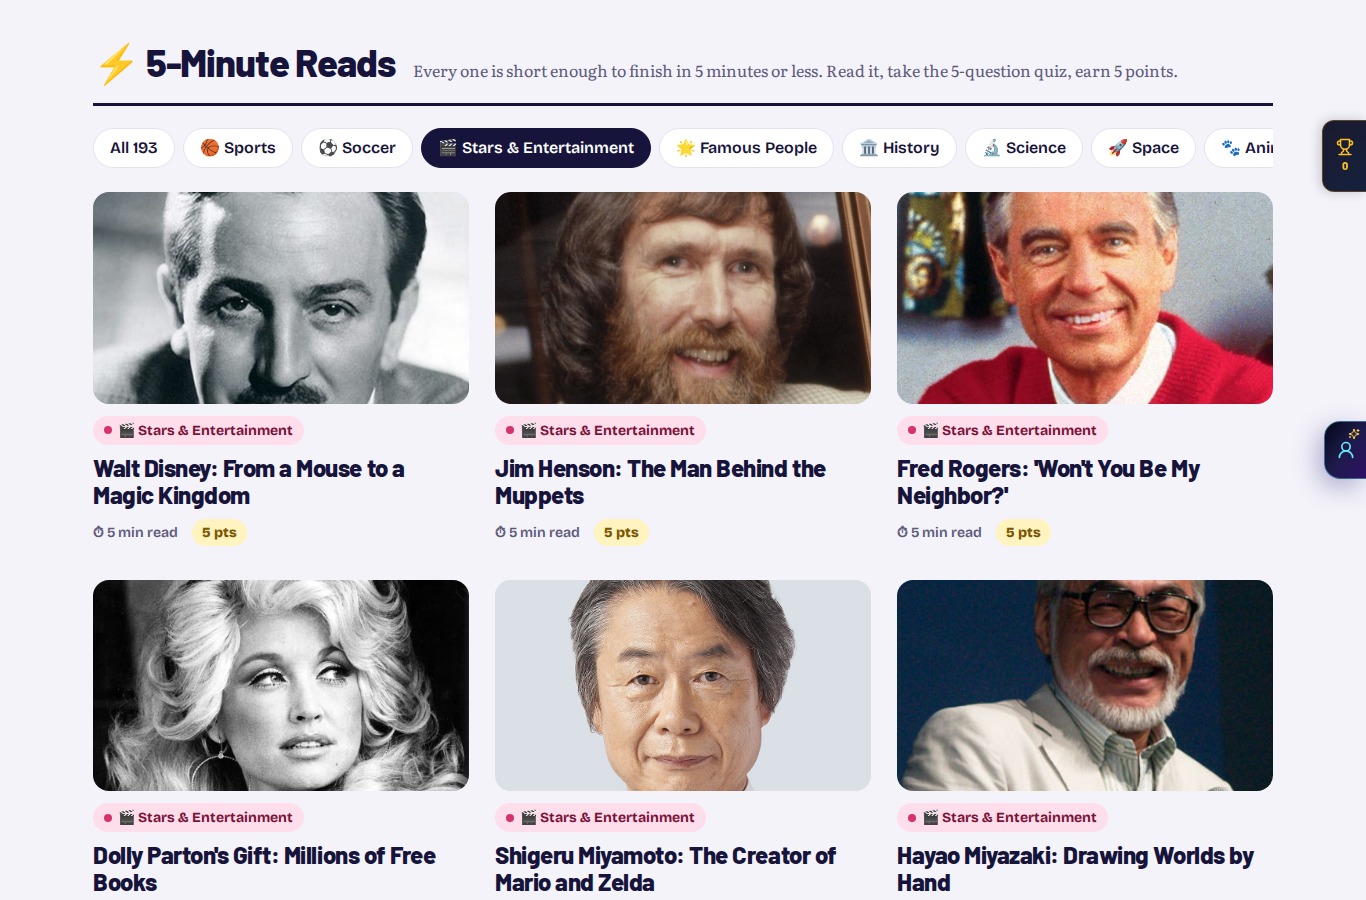 ⚡ 5-Minute Reads
Every one is short enough to finish in 5 minutes or less. Read it, take the 5-question quiz, earn 5 points.
All 193
🏀 Sports
⚽ Soccer
🎬 Stars & Entertainment
🌟 Famous People
🏛️ History
🔬 Science
🚀 Space
🐾 Ani
0
🎬 Stars & Entertainment
Walt Disney: From a Mouse to a
Magic Kingdom
⏱ 5 min read
5 pts
🎬 Stars & Entertainment
Jim Henson: The Man Behind the
Muppets
⏱ 5 min read
5 pts
🎬 Stars & Entertainment
Fred Rogers: 'Won't You Be My
Neighbor?'
⏱ 5 min read
5 pts
🎬 Stars & Entertainment
Dolly Parton's Gift: Millions of Free
Books
🎬 Stars & Entertainment
Shigeru Miyamoto: The Creator of
Mario and Zelda
🎬 Stars & Entertainment
Hayao Miyazaki: Drawing Worlds by
Hand